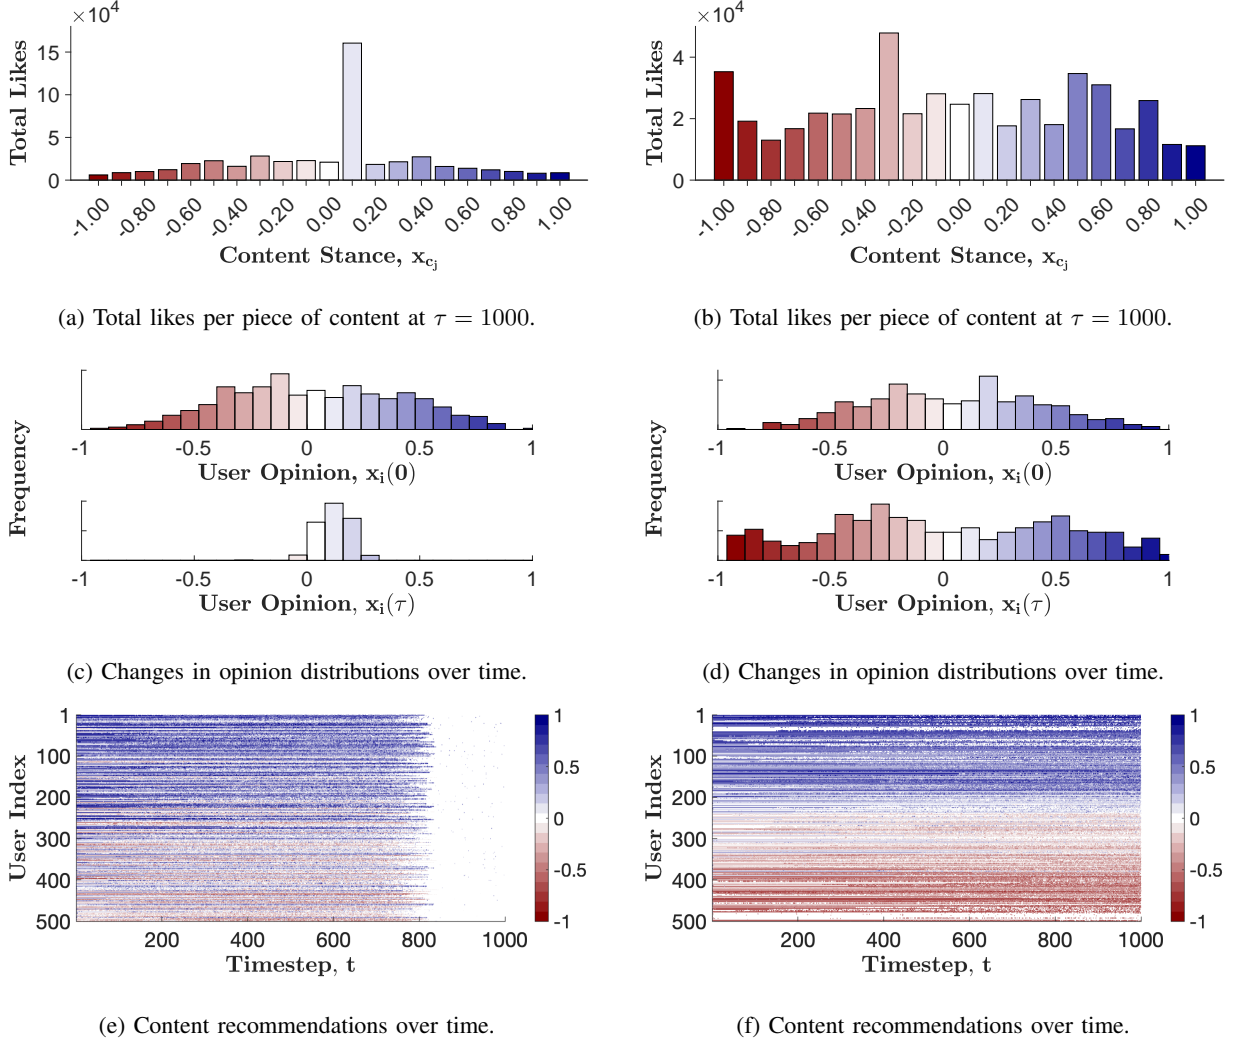 ×10⁴
Total Likes
15
10
5
0
-1.00
-0.80
-0.60
-0.40
-0.20
0.00
0.20
0.40
0.60
0.80
1.00
Content Stance, x_{c_j}
(a) Total likes per piece of content at τ = 1000.
×10⁴
Total Likes
4
2
0
-1.00
-0.80
-0.60
-0.40
-0.20
0.00
0.20
0.40
0.60
0.80
1.00
Content Stance, x_{c_j}
(b) Total likes per piece of content at τ = 1000.
Frequency
-1 -0.5 0 0.5 1
User Opinion, x_i(0)
-1 -0.5 0 0.5 1
User Opinion, x_i(τ)
(c) Changes in opinion distributions over time.
Frequency
-1 -0.5 0 0.5 1
User Opinion, x_i(0)
-1 -0.5 0 0.5 1
User Opinion, x_i(τ)
(d) Changes in opinion distributions over time.
User Index
1
100
200
300
400
500
200 400 600 800 1000
Timestep, t
1
0.5
0
-0.5
-1
(e) Content recommendations over time.
User Index
1
100
200
300
400
500
200 400 600 800 1000
Timestep, t
1
0.5
0
-0.5
-1
(f) Content recommendations over time.